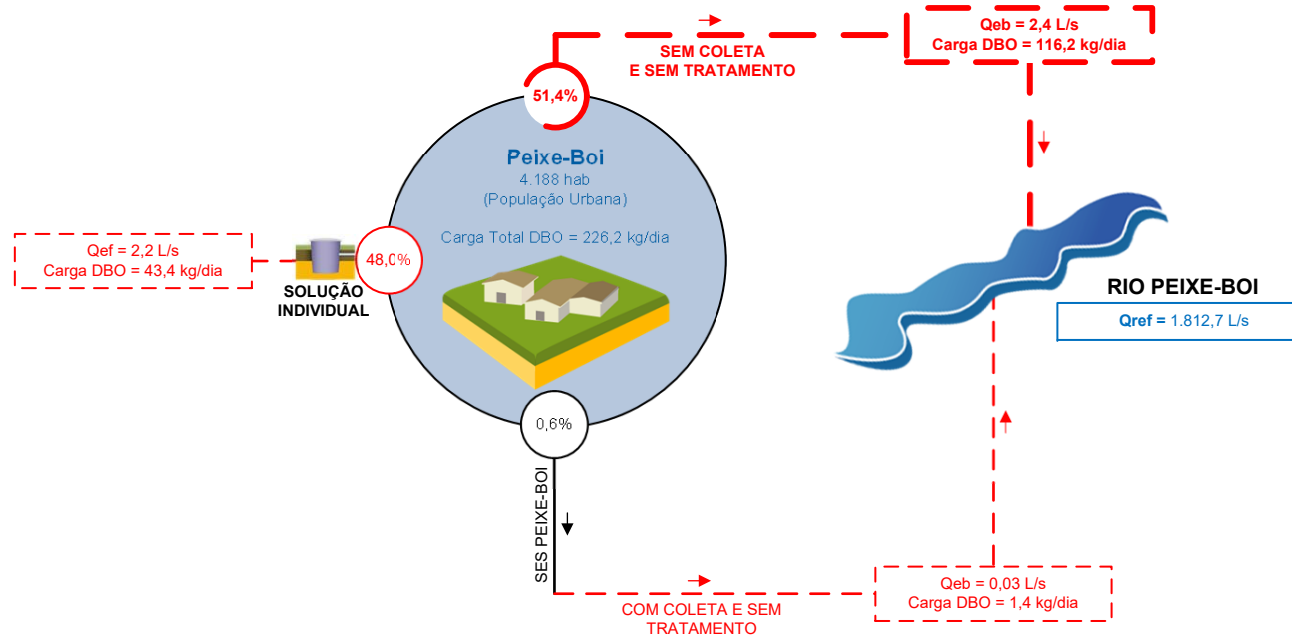 Qeb = 2,4 L/s
Carga DBO = 116,2 kg/dia
SEM COLETA
E SEM TRATAMENTO
51,4%
Peixe-Boi
4.188 hab
(População Urbana)
Carga Total DBO = 226,2 kg/dia
Qef = 2,2 L/s
Carga DBO = 43,4 kg/dia
48,0%
SOLUÇÃO
INDIVIDUAL
RIO PEIXE-BOI
Qref = 1.812,7 L/s
0,6%
SES PEIXE-BOI
Qeb = 0,03 L/s
Carga DBO = 1,4 kg/dia
COM COLETA E SEM
TRATAMENTO